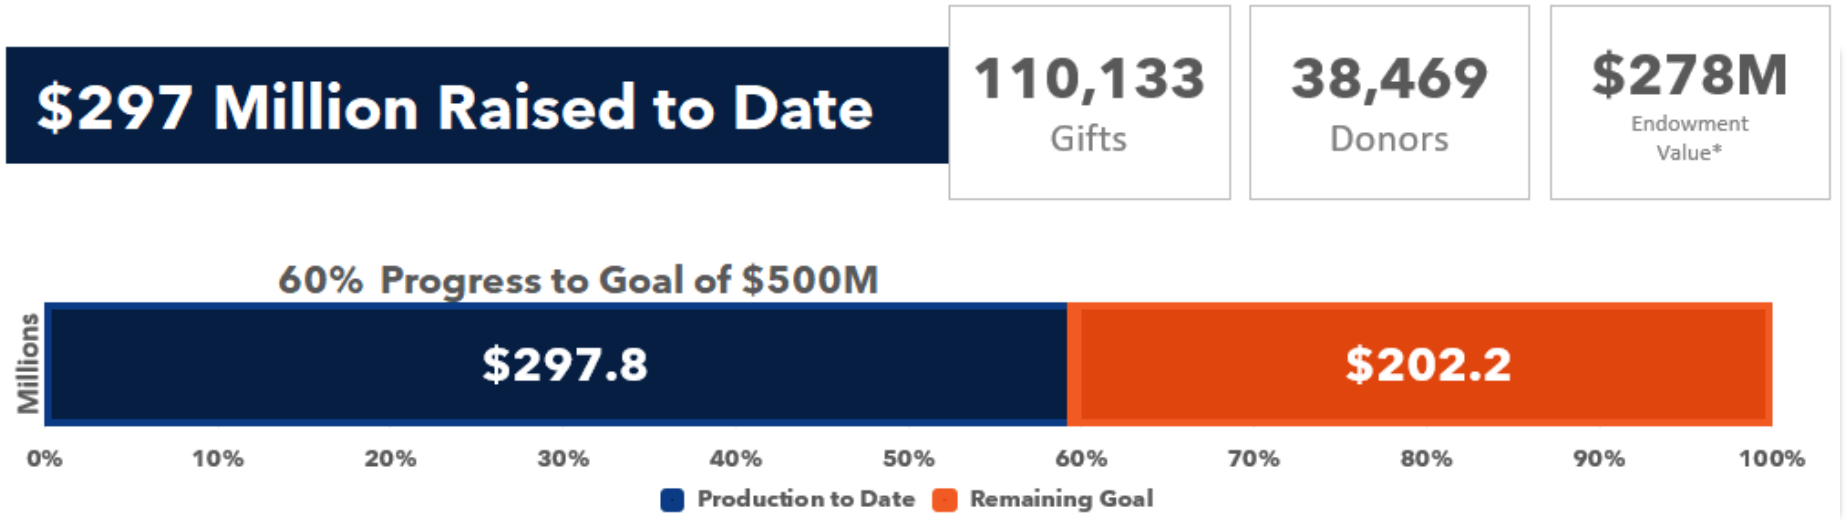 $297 Million Raised to Date
110,133
Gifts
38,469
Donors
$278M
Endowment
Value*
60% Progress to Goal of $500M
Millions
$297.8
$202.2
0% 10% 20% 30% 40% 50% 60% 70% 80% 90% 100%
Production to Date Remaining Goal